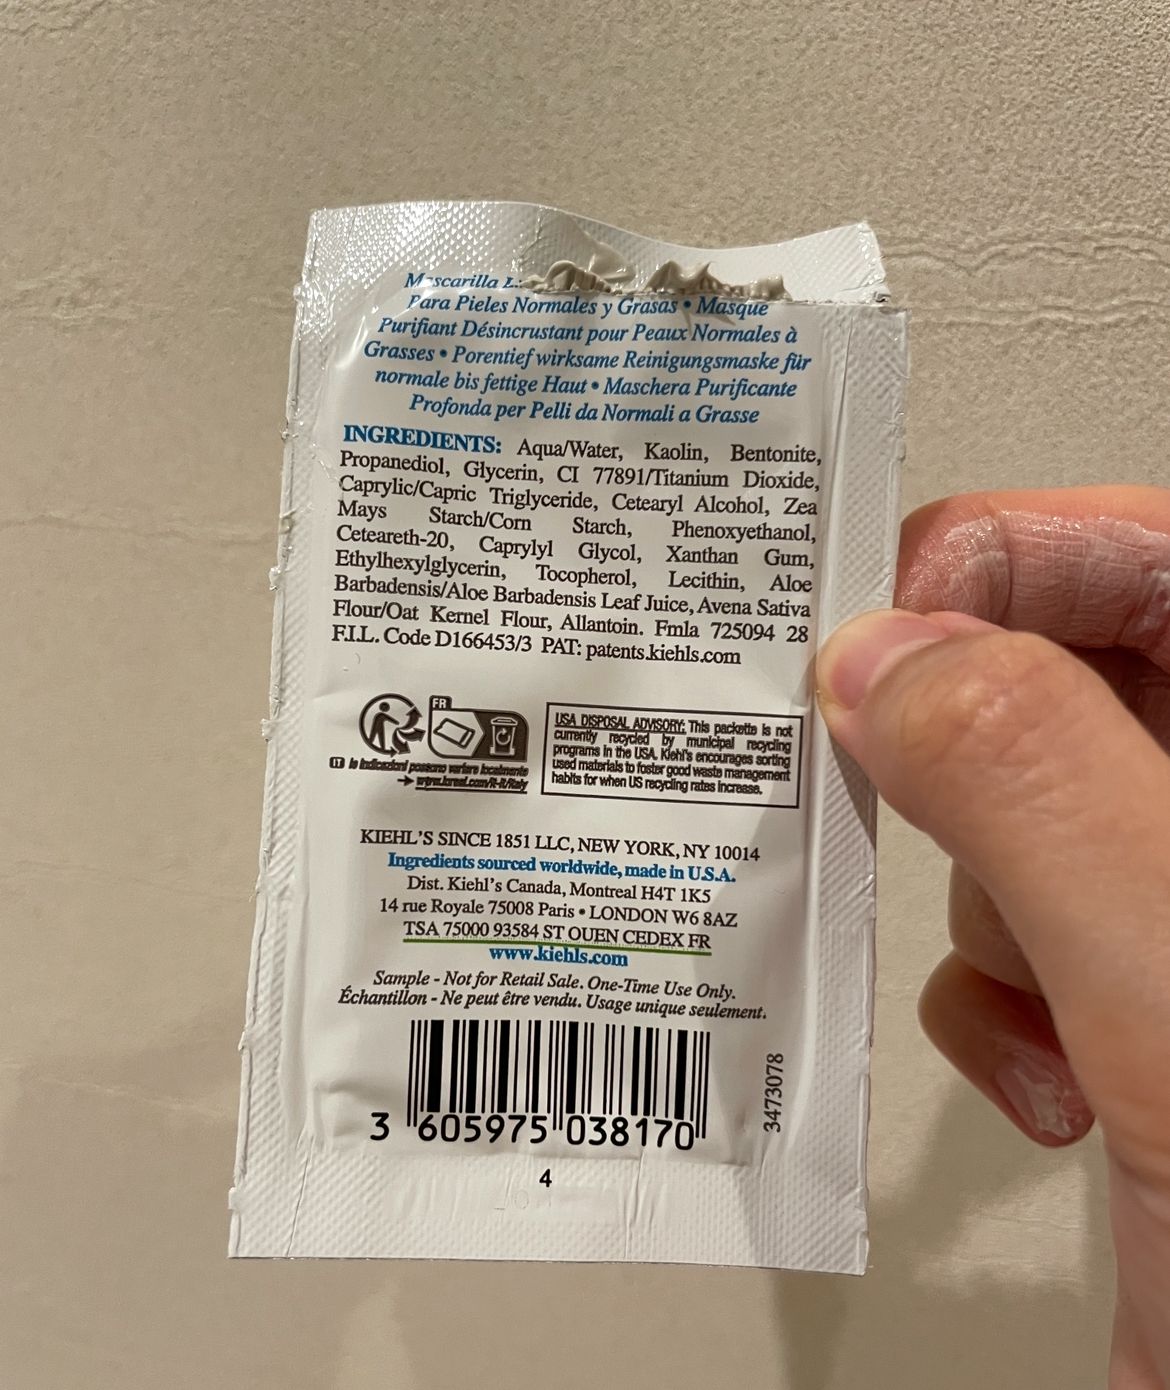 Mascarilla
Para Pieles Normales y Grasas • Masque
Purifiant Désincrustant pour Peaux Normales à
Grasses • Porentief wirksame Reinigungsmaske für
normale bis fettige Haut • Maschera Purificante
Profonda per Pelli da Normali a Grasse
INGREDIENTS: Aqua/Water, Kaolin, Bentonite,
Propanediol, Glycerin, CI 77891/Titanium Dioxide,
Caprylic/Capric Triglyceride, Cetearyl Alcohol, Zea
Mays Starch/Corn Starch, Phenoxyethanol,
Ceteareth-20, Caprylyl Glycol, Xanthan Gum,
Ethylhexylglycerin, Tocopherol, Lecithin, Aloe
Barbadensis/Aloe Barbadensis Leaf Juice, Avena Sativa
Flour/Oat Kernel Flour, Allantoin. Fmla 725094 28
F.I.L. Code D166453/3 PAT: patents.kiehls.com
FR
IT le indicazioni possono variare localmente
USA DISPOSAL ADVISORY: This packette is not
currently recycled by municipal recycling
programs in the USA. Kiehl's encourages sorting
used materials to foster good waste management
habits for when US recycling rates increase.
KIEHL'S SINCE 1851 LLC, NEW YORK, NY 10014
Ingredients sourced worldwide, made in U.S.A.
Dist. Kiehl's Canada, Montreal H4T 1K5
14 rue Royale 75008 Paris • LONDON W6 8AZ
TSA 75000 93584 ST OUEN CEDEX FR
www.kiehls.com
Sample - Not for Retail Sale. One-Time Use Only.
Échantillon - Ne peut être vendu. Usage unique seulement.
3 605975 038170
3473078
4